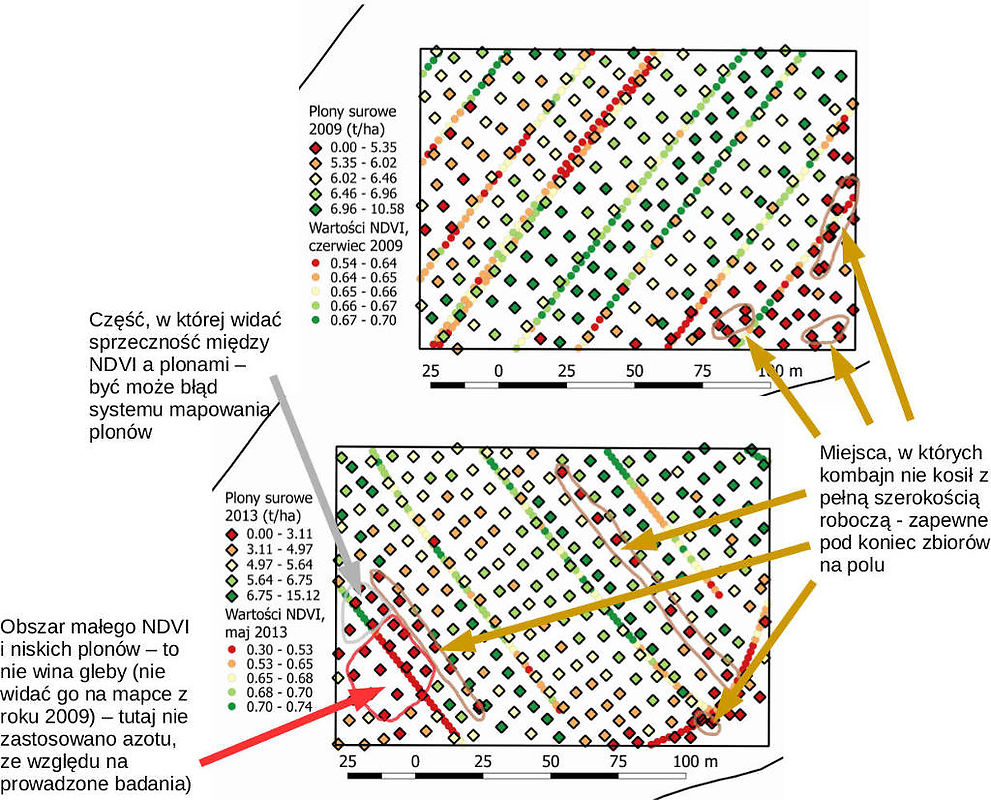 Plony surowe
2009 (t/ha)
0.00 - 5.35
5.35 - 6.02
6.02 - 6.46
6.46 - 6.96
6.96 - 10.58
Wartości NDVI,
czerwiec 2009
0.54 - 0.64
0.64 - 0.65
0.65 - 0.66
0.66 - 0.67
0.67 - 0.70
25 0 25 50 75 100 m
Część, w której widać
sprzeczność między
NDVI a plonami –
być może błąd
systemu mapowania
plonów
Miejsca, w których
kombajn nie kosił z
pełną szerokością
roboczą - zapewne
pod koniec zbiorów
na polu
Plony surowe
2013 (t/ha)
0.00 - 3.11
3.11 - 4.97
4.97 - 5.64
5.64 - 6.75
6.75 - 15.12
Wartości NDVI,
maj 2013
0.30 - 0.53
0.53 - 0.65
0.65 - 0.68
0.68 - 0.70
0.70 - 0.74
Obszar małego NDVI
i niskich plonów – to
nie wina gleby (nie
widać go na mapce z
roku 2009) – tutaj nie
zastosowano azotu,
ze względu na
prowadzone badania)
25 0 25 50 75 100 m